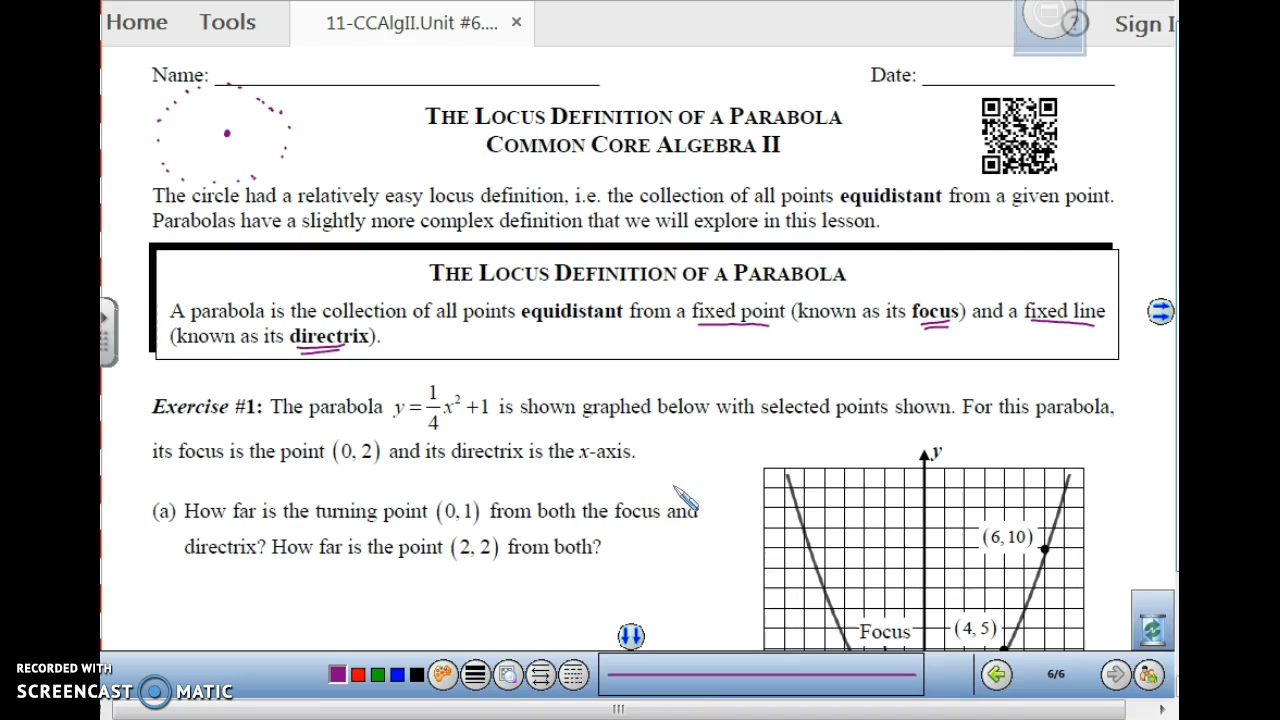 Home Tools 11-CCAlgII.Unit #6.... × ? Sign I
Name: Date:
THE LOCUS DEFINITION OF A PARABOLA
COMMON CORE ALGEBRA II
The circle had a relatively easy locus definition, i.e. the collection of all points equidistant from a given point.
Parabolas have a slightly more complex definition that we will explore in this lesson.
THE LOCUS DEFINITION OF A PARABOLA
A parabola is the collection of all points equidistant from a fixed point (known as its focus) and a fixed line
(known as its directrix).
Exercise #1: The parabola y = 1/4 x² + 1 is shown graphed below with selected points shown. For this parabola,
its focus is the point (0, 2) and its directrix is the x-axis.
y
(a) How far is the turning point (0, 1) from both the focus and
directrix? How far is the point (2, 2) from both?
(6, 10)
Focus (4, 5)
6/6
RECORDED WITH
SCREENCAST MATIC